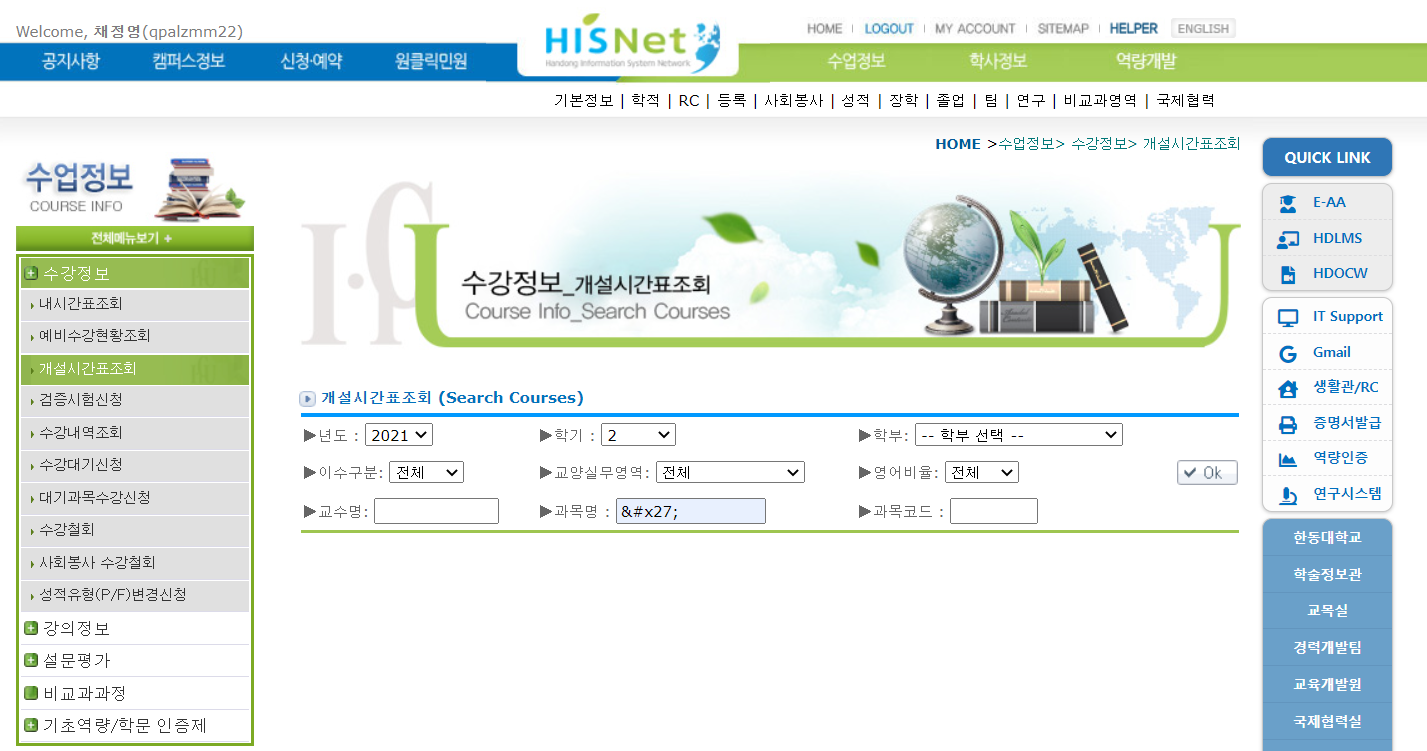 Welcome, 채정명(qpalzmm22)
HISNet
Handong Information System Network
HOME | LOGOUT | MY ACCOUNT | SITEMAP | HELPER ENGLISH
공지사항 캠퍼스정보 신청·예약 원클릭민원 수업정보 학사정보 역량개발
기본정보 | 학적 | RC | 등록 | 사회봉사 | 성적 | 장학 | 졸업 | 팀 | 연구 | 비교과영역 | 국제협력
HOME >수업정보> 수강정보> 개설시간표조회
수업정보
COURSE INFO
전체메뉴보기 +
수강정보
내시간표조회
예비수강현황조회
개설시간표조회
검증시험신청
수강내역조회
수강대기신청
대기과목수강신청
수강철회
사회봉사 수강철회
성적유형(P/F)변경신청
강의정보
설문평가
비교과과정
기초역량/학문 인증제
I.C U
수강정보_개설시간표조회
Course Info_Search Courses
개설시간표조회 (Search Courses)
▶년도 : 2021 ▶학기 : 2 ▶학부: -- 학부 선택 --
▶이수구분: 전체 ▶교양실무영역: 전체 ▶영어비율: 전체 Ok
▶교수명: ▶과목명 : &#x27; ▶과목코드 :
QUICK LINK
E-AA
HDLMS
HDOCW
IT Support
Gmail
생활관/RC
증명서발급
역량인증
연구시스템
한동대학교
학술정보관
교목실
경력개발팀
교육개발원
국제협력실